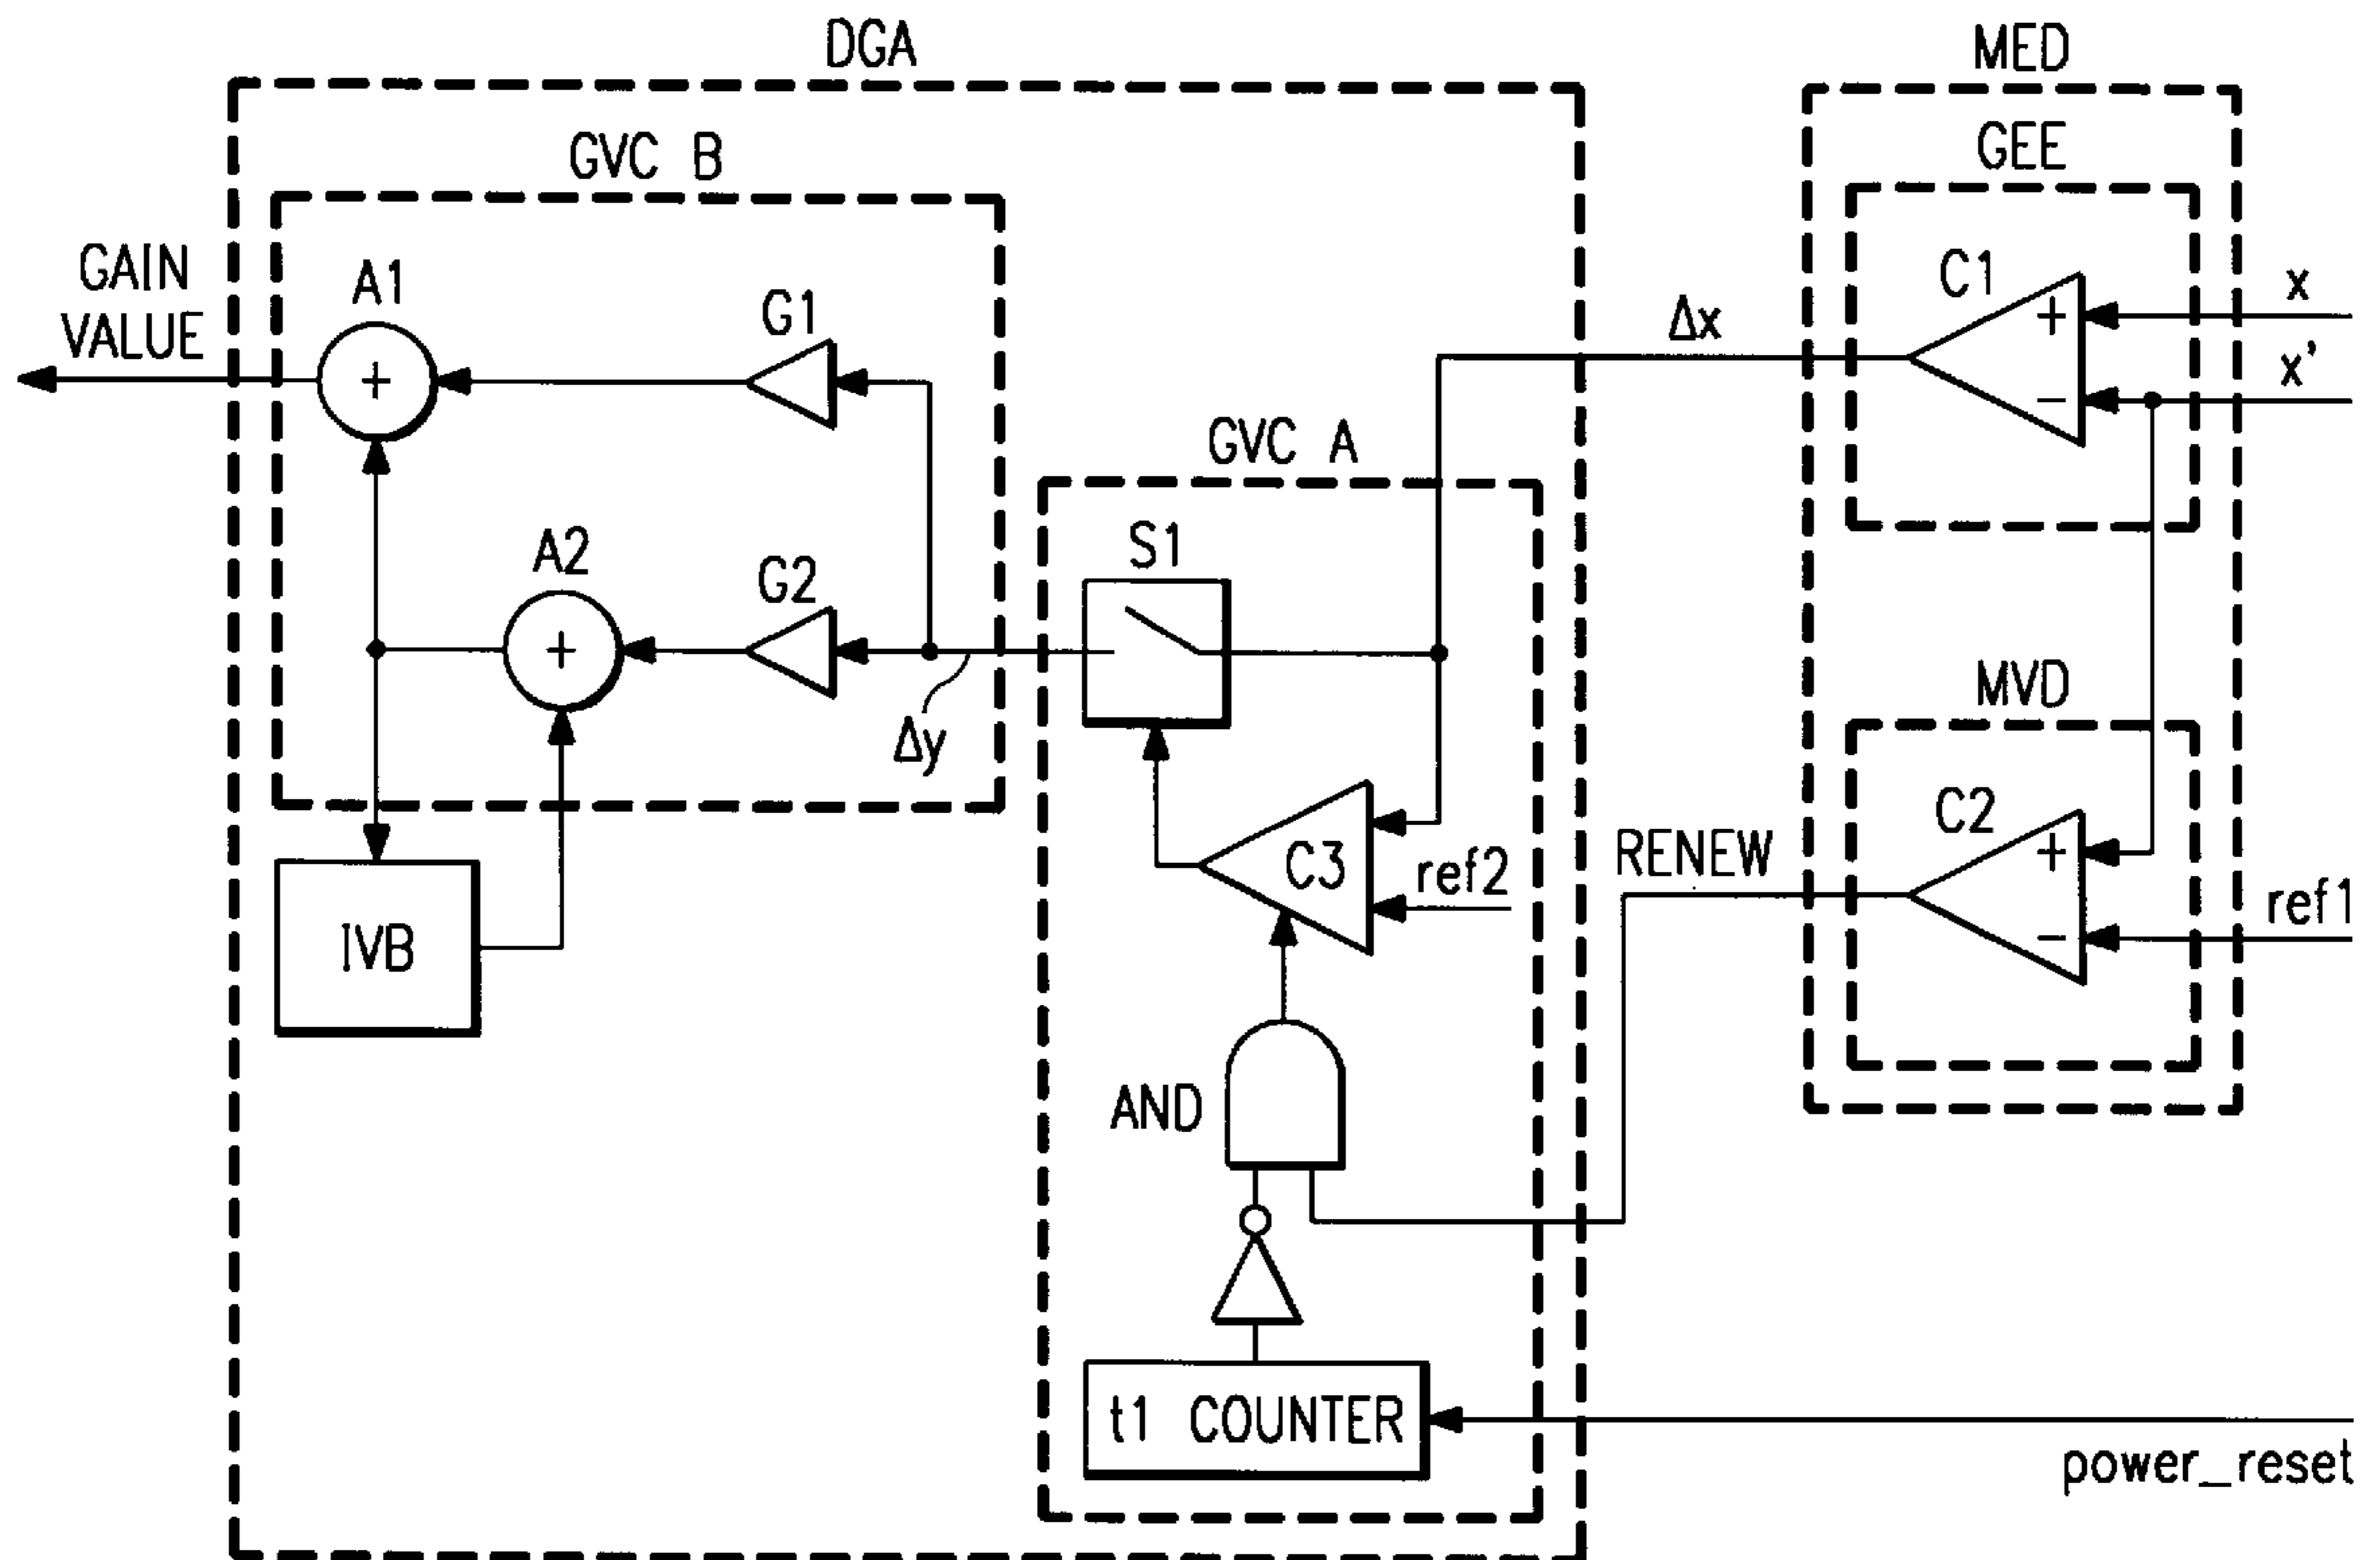 DGA
MED
GVC B
GEE
GAIN
VALUE
A1
G1
C1
+
−
x
x'
Δx
+
GVC A
A2
G2
S1
+
Δy
MVD
C2
+
−
ref1
RENEW
C3
ref2
IVB
AND
t1 COUNTER
power_reset